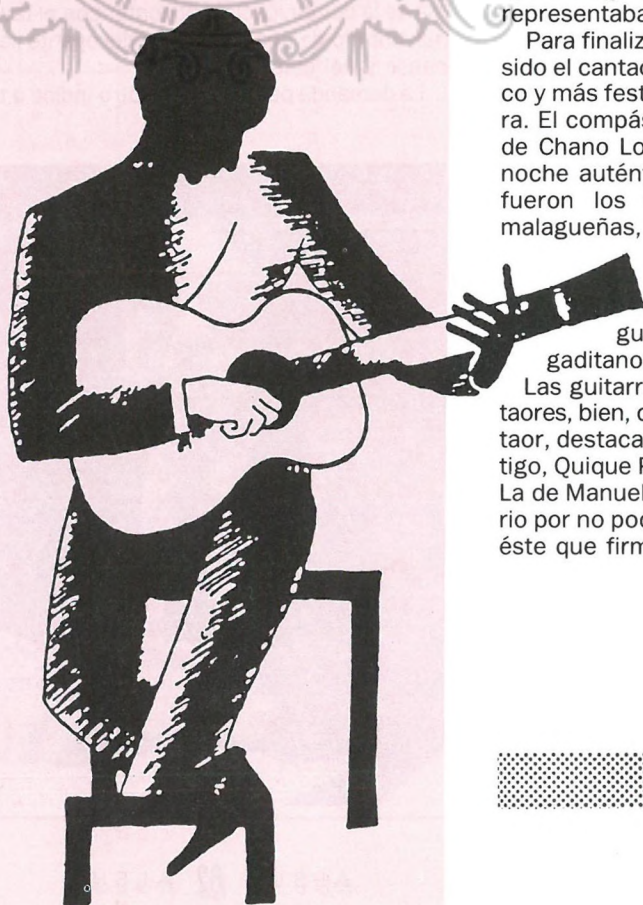 representaba
Para finaliz
sido el cantac
co y más fest
ra. El compás
de Chano Lo
noche autén
fueron los
malagueñas,
gu
gaditano
Las guitarr
taores, bien, c
taor, destaca
tigo, Quique P
La de Manuel
rio por no poc
éste que firm